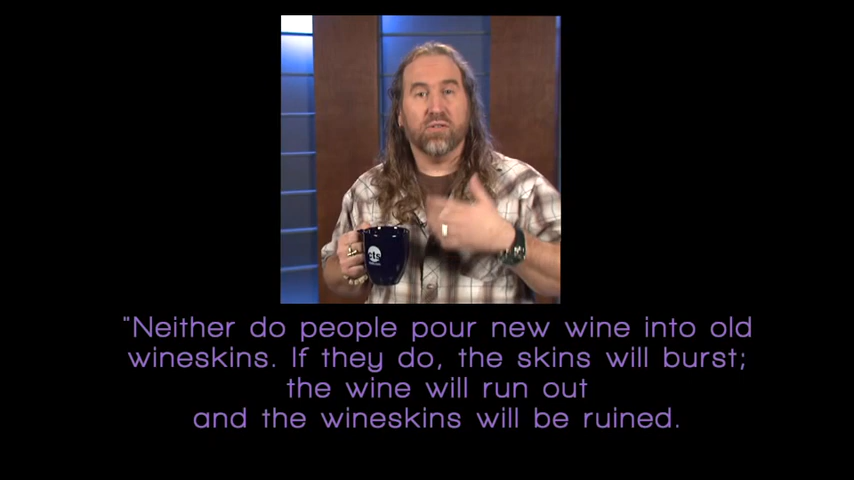 cts
"Neither do people pour new wine into old
wineskins. If they do, the skins will burst;
the wine will run out
and the wineskins will be ruined.